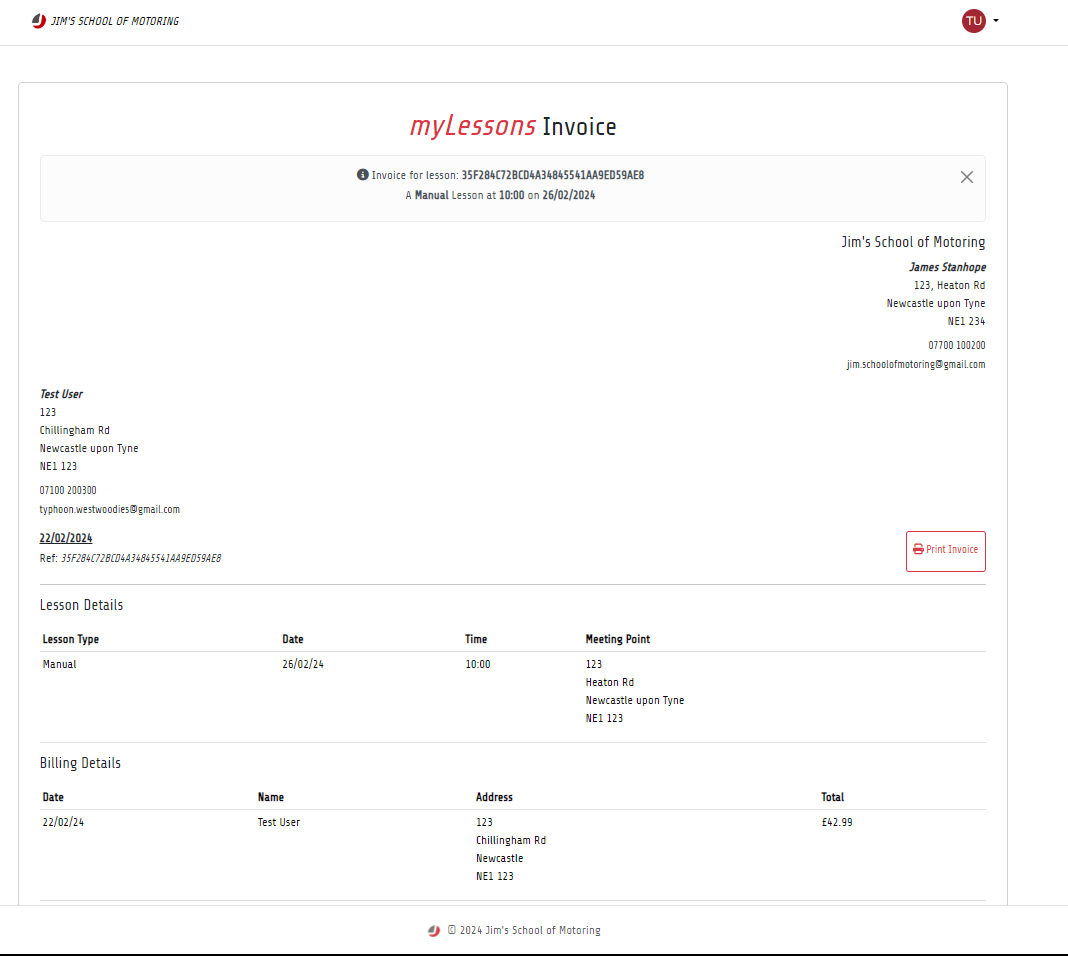 JIM'S SCHOOL OF MOTORING
TU
myLessons Invoice
Invoice for lesson: 35F284C72BCD4A34845541AA9ED59AE8
A Manual Lesson at 10:00 on 26/02/2024
Jim's School of Motoring
James Stanhope
123, Heaton Rd
Newcastle upon Tyne
NE1 234
07700 100200
jim.schoolofmotoring@gmail.com
Test User
123
Chillingham Rd
Newcastle upon Tyne
NE1 123
07100 200300
typhoon.westwoodies@gmail.com
22/02/2024
Ref: 35F284C72BCD4A34845541AA9ED59AE8
Print Invoice
Lesson Details
Lesson Type Date Time Meeting Point
Manual 26/02/24 10:00 123
Heaton Rd
Newcastle upon Tyne
NE1 123
Billing Details
Date Name Address Total
22/02/24 Test User 123 £42.99
Chillingham Rd
Newcastle
NE1 123
© 2024 Jim's School of Motoring